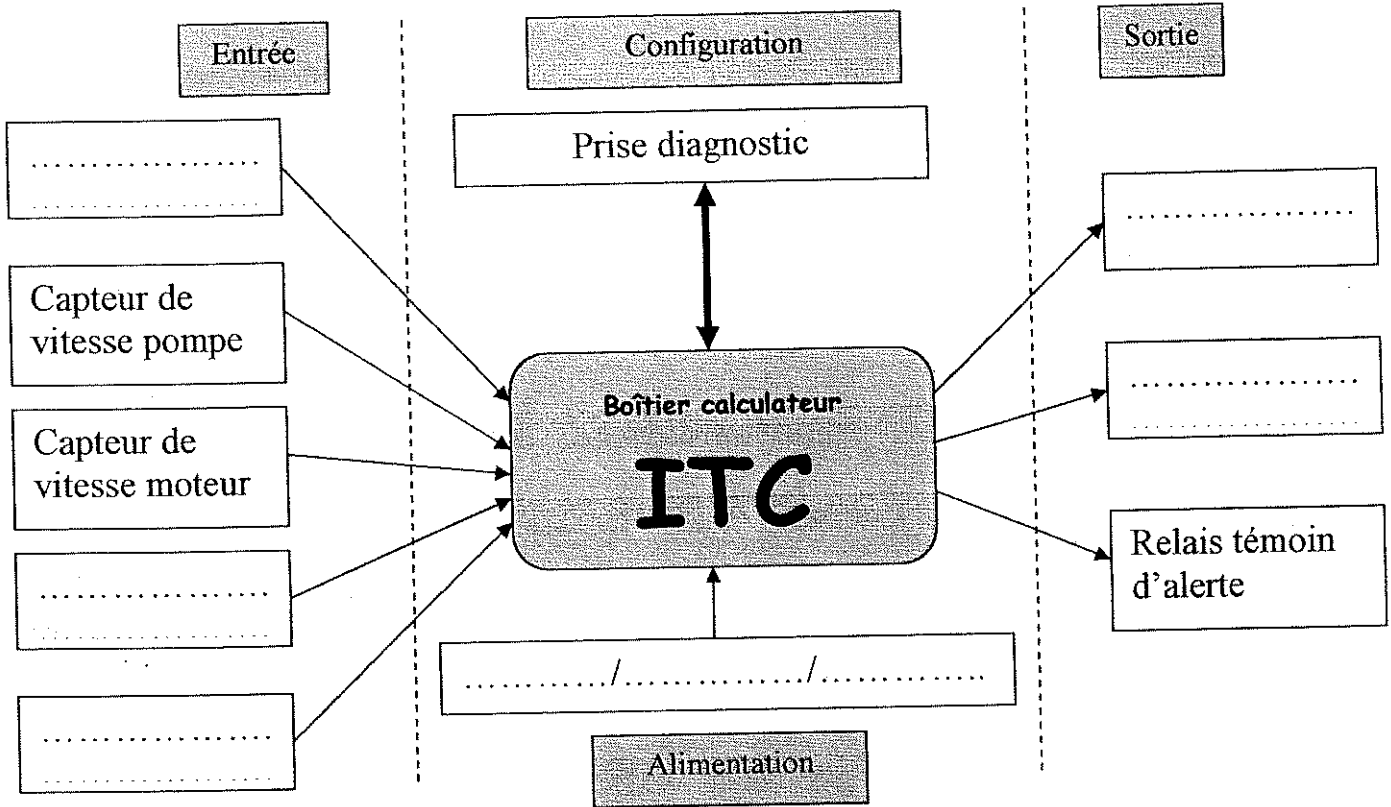 Entrée
Configuration
Sortie
Prise diagnostic
....................
....................
....................
Capteur de
vitesse pompe
....................
....................
Boîtier calculateur
ITC
Capteur de
vitesse moteur
Relais témoin
d'alerte
....................
....................
............/................/...............
....................
....................
Alimentation